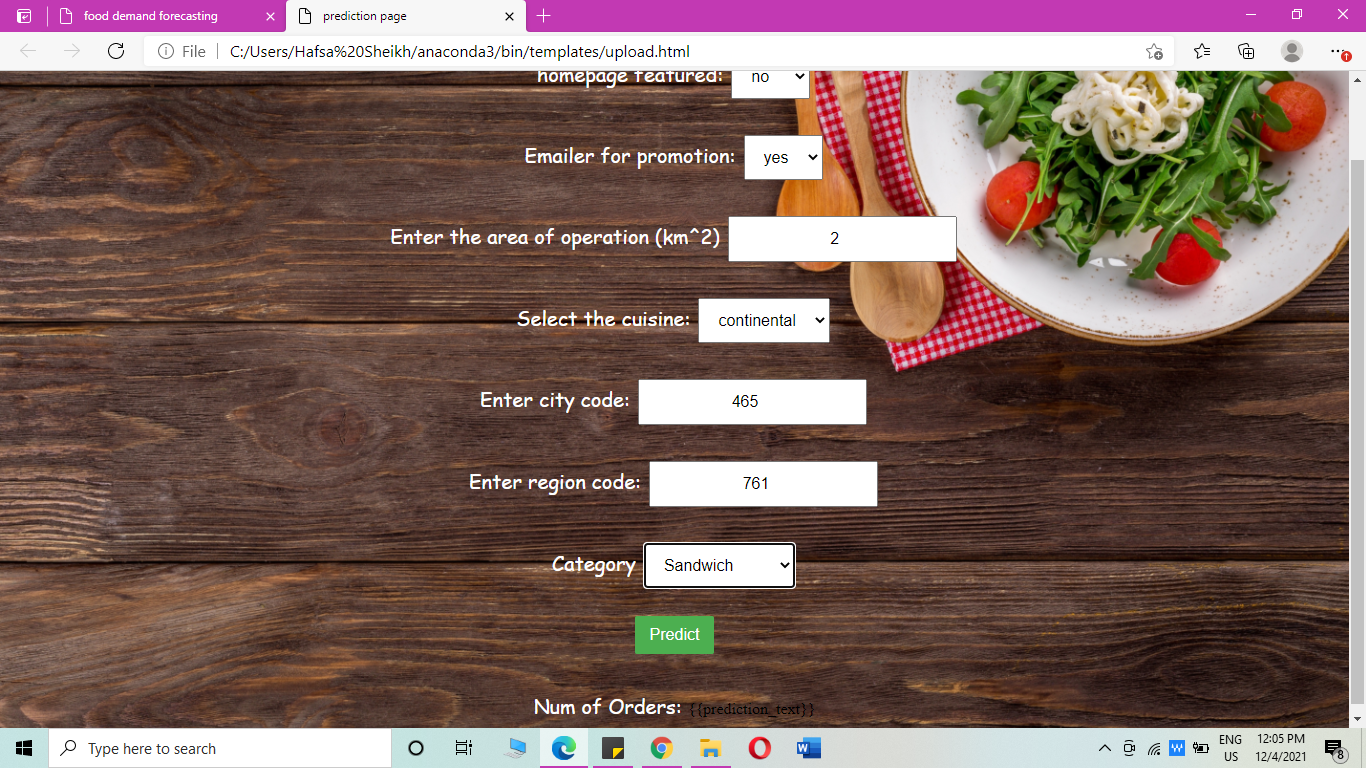 food demand forecasting
prediction page
File C:/Users/Hafsa%20Sheikh/anaconda3/bin/templates/upload.html
homepage featured: no
Emailer for promotion: yes
Enter the area of operation (km^2) 2
Select the cuisine: continental
Enter city code: 465
Enter region code: 761
Category Sandwich
Predict
Num of Orders: {{prediction_text}}
Type here to search
ENG
US
12:05 PM
12/4/2021
8